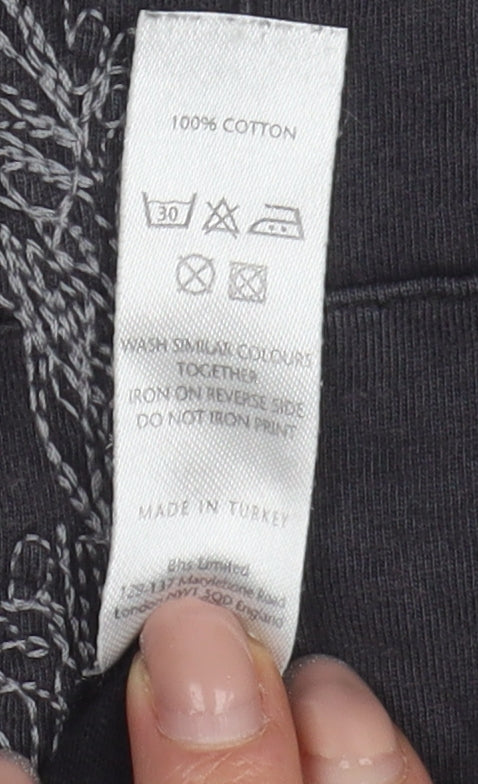 100% COTTON
30
WASH SIMILAR COLOURS
TOGETHER
IRON ON REVERSE SIDE
DO NOT IRON PRINT
MADE IN TURKEY
Bhs Limited
129-137 Marylebone Road
London NW1 5QD England